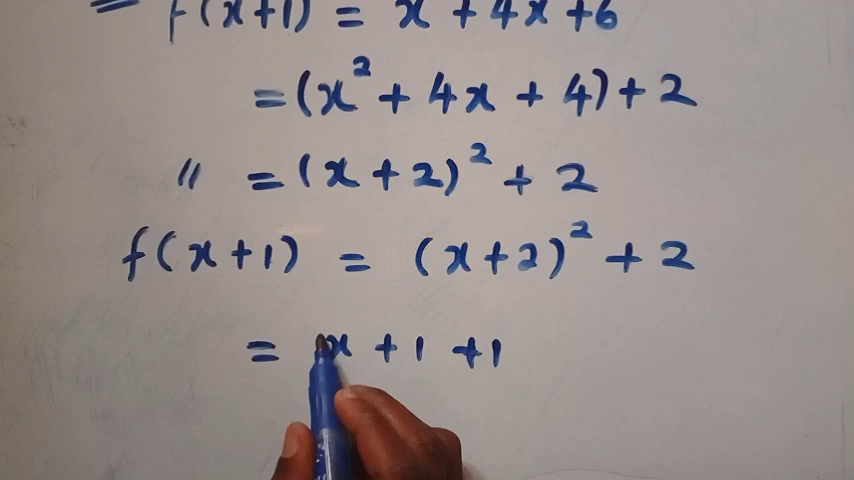 = f(x+1) = x + 4x + 6
= (x² + 4x + 4) + 2
" = (x + 2)² + 2
f(x+1) = (x+2)² + 2
= x + 1 + 1